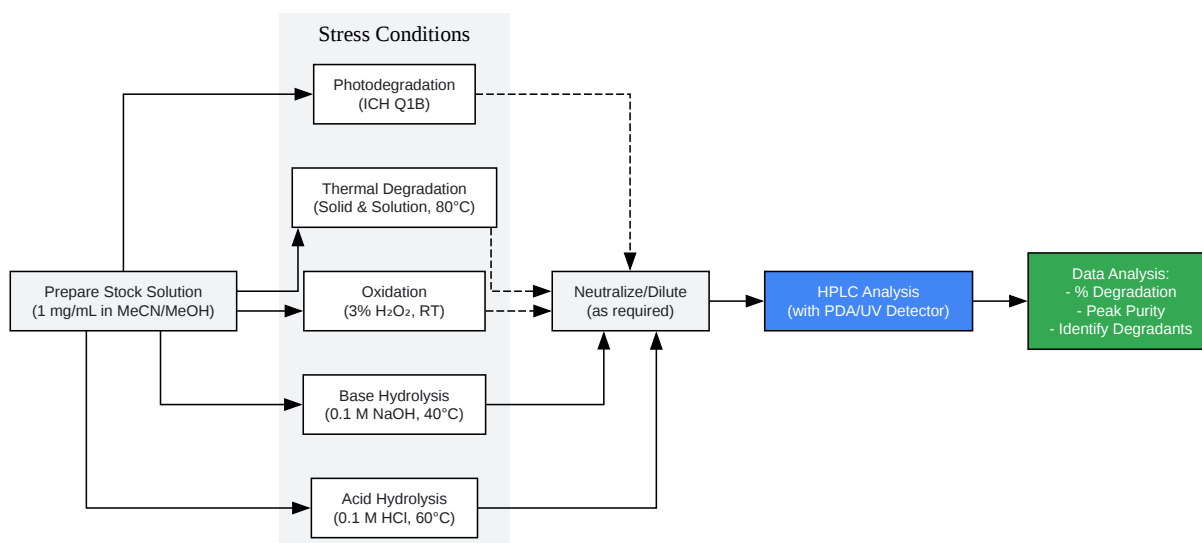 Stress Conditions
Photodegradation
(ICH Q1B)
Thermal Degradation
(Solid & Solution, 80°C)
Prepare Stock Solution
(1 mg/mL in MeCN/MeOH)
Oxidation
(3% H₂O₂, RT)
Neutralize/Dilute
(as required)
HPLC Analysis
(with PDA/UV Detector)
Data Analysis:
- % Degradation
- Peak Purity
- Identify Degradants
Base Hydrolysis
(0.1 M NaOH, 40°C)
Acid Hydrolysis
(0.1 M HCl, 60°C)